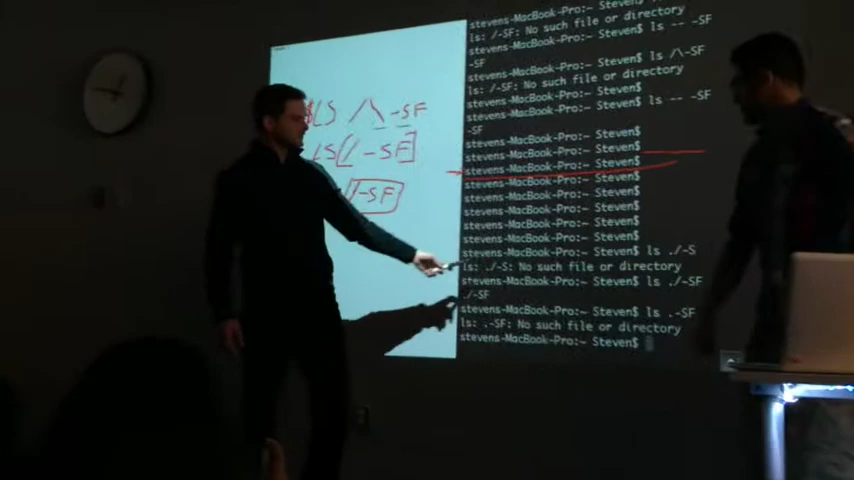 $ls /\ -SF
ls / -SF
/ -SF
stevens-MacBook-Pro:~ Steven$
ls: /-SF: No such file or directory
stevens-MacBook-Pro:~ Steven$ ls -- -SF
-SF
stevens-MacBook-Pro:~ Steven$ ls /\-SF
ls: /-SF: No such file or directory
stevens-MacBook-Pro:~ Steven$
stevens-MacBook-Pro:~ Steven$ ls -- -SF
-SF
stevens-MacBook-Pro:~ Steven$
stevens-MacBook-Pro:~ Steven$
stevens-MacBook-Pro:~ Steven$
stevens-MacBook-Pro:~ Steven$
stevens-MacBook-Pro:~ Steven$
stevens-MacBook-Pro:~ Steven$
stevens-MacBook-Pro:~ Steven$
stevens-MacBook-Pro:~ Steven$
stevens-MacBook-Pro:~ Steven$ ls ./-S
ls: ./-S: No such file or directory
stevens-MacBook-Pro:~ Steven$ ls ./-SF
./-SF
stevens-MacBook-Pro:~ Steven$ ls .-SF
ls: .-SF: No such file or directory
stevens-MacBook-Pro:~ Steven$